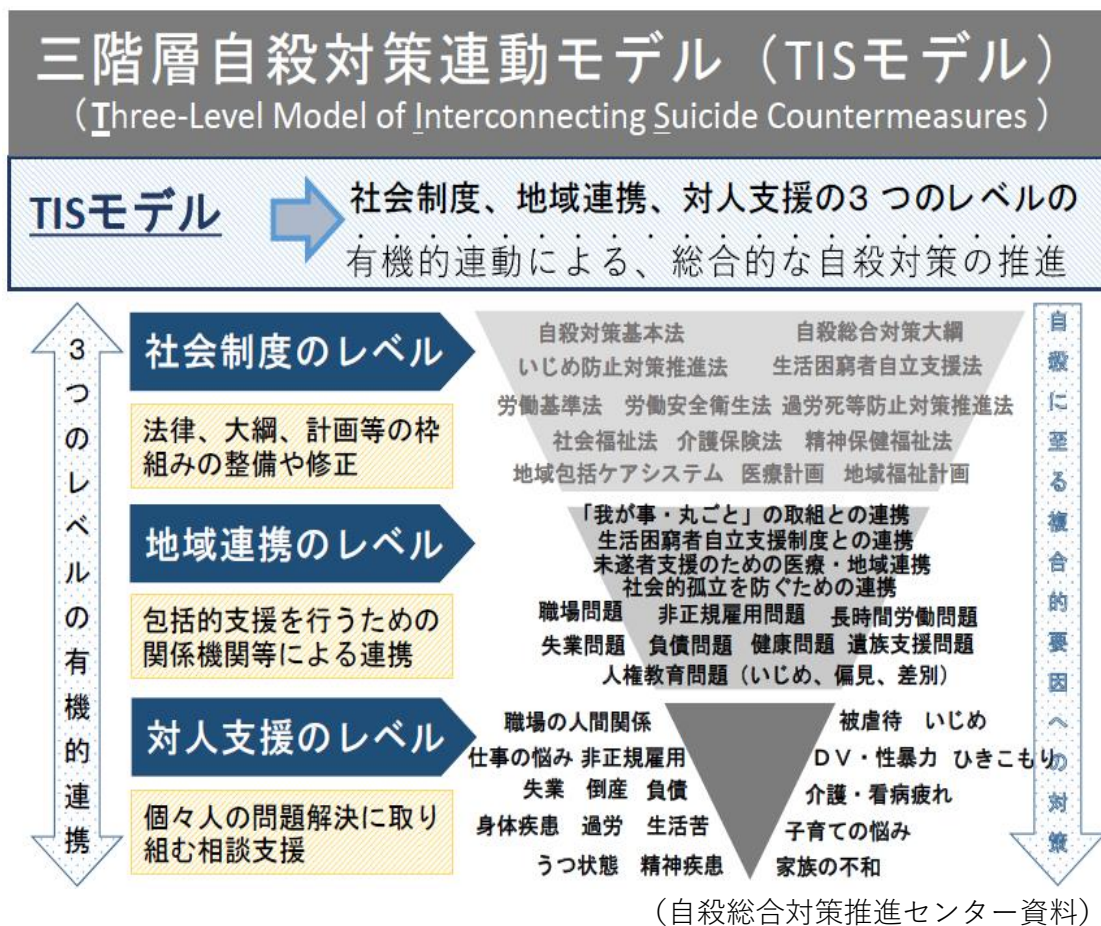 三階層自殺対策連動モデル（TISモデル）
（Three-Level Model of Interconnecting Suicide Countermeasures）
TISモデル
社会制度、地域連携、対人支援の3 つのレベルの
有機的連動による、総合的な自殺対策の推進
3つのレベルの有機的連携
社会制度のレベル
法律、大綱、計画等の枠
組みの整備や修正
自殺対策基本法 自殺総合対策大綱
いじめ防止対策推進法 生活困窮者自立支援法
労働基準法 労働安全衛生法 過労死等防止対策推進法
社会福祉法 介護保険法 精神保健福祉法
地域包括ケアシステム 医療計画 地域福祉計画
地域連携のレベル
包括的支援を行うための
関係機関等による連携
「我が事・丸ごと」の取組との連携
生活困窮者自立支援制度との連携
未遂者支援のための医療・地域連携
社会的孤立を防ぐための連携
職場問題 非正規雇用問題 長時間労働問題
失業問題 負債問題 健康問題 遺族支援問題
人権教育問題（いじめ、偏見、差別）
対人支援のレベル
個々人の問題解決に取り
組む相談支援
職場の人間関係 被虐待 いじめ
仕事の悩み 非正規雇用 ＤＶ・性暴力 ひきこもり
失業 倒産 負債 介護・看病疲れ
身体疾患 過労 生活苦 子育ての悩み
うつ状態 精神疾患 家族の不和
自殺に至る複合的要因への対策
（自殺総合対策推進センター資料）